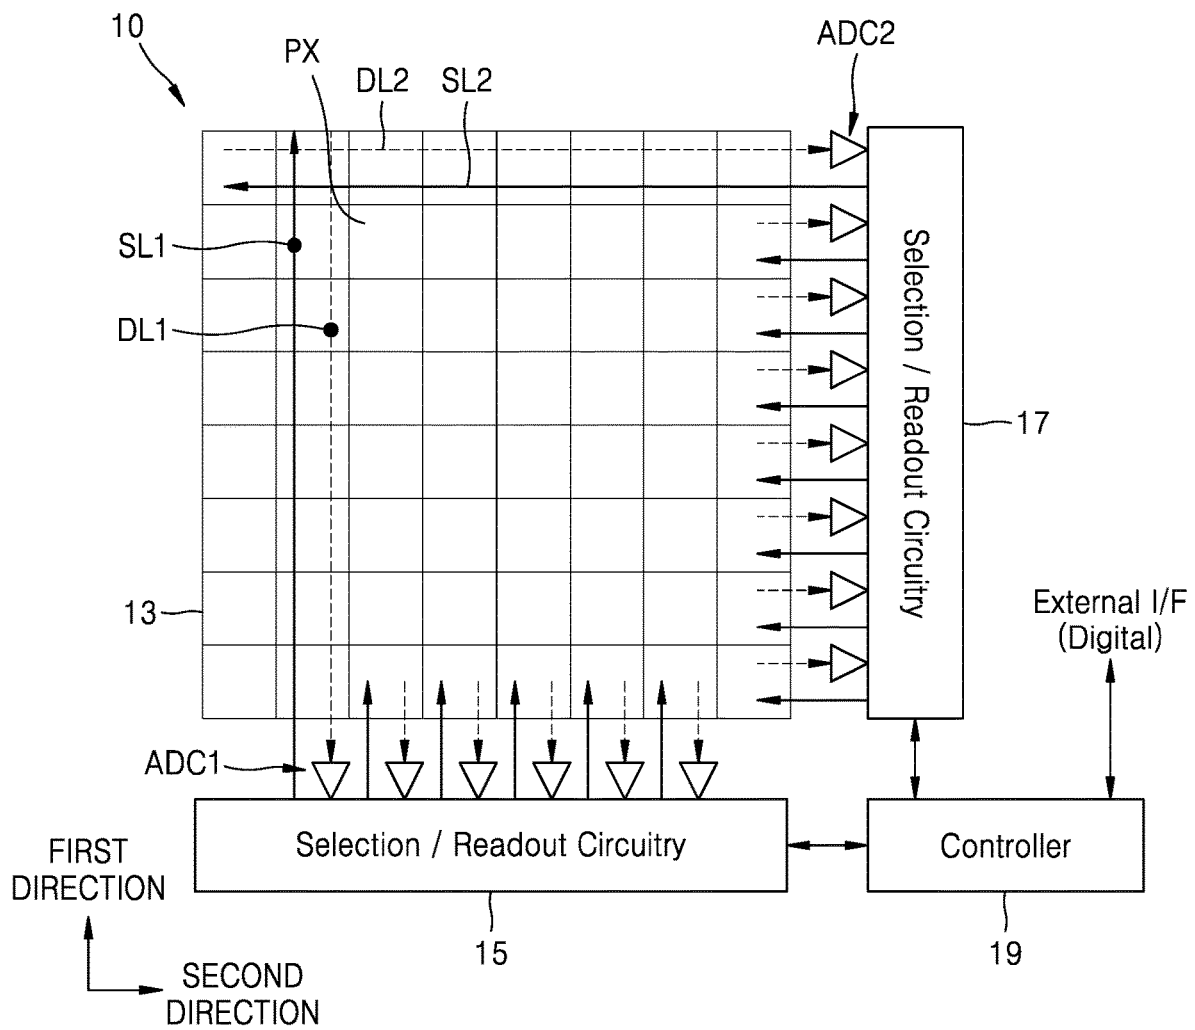 10
PX
DL2
SL2
ADC2
SL1
DL1
Selection / Readout Circuitry
17
13
External I/F
(Digital)
ADC1
Selection / Readout Circuitry
Controller
FIRST
DIRECTION
15
19
SECOND
DIRECTION